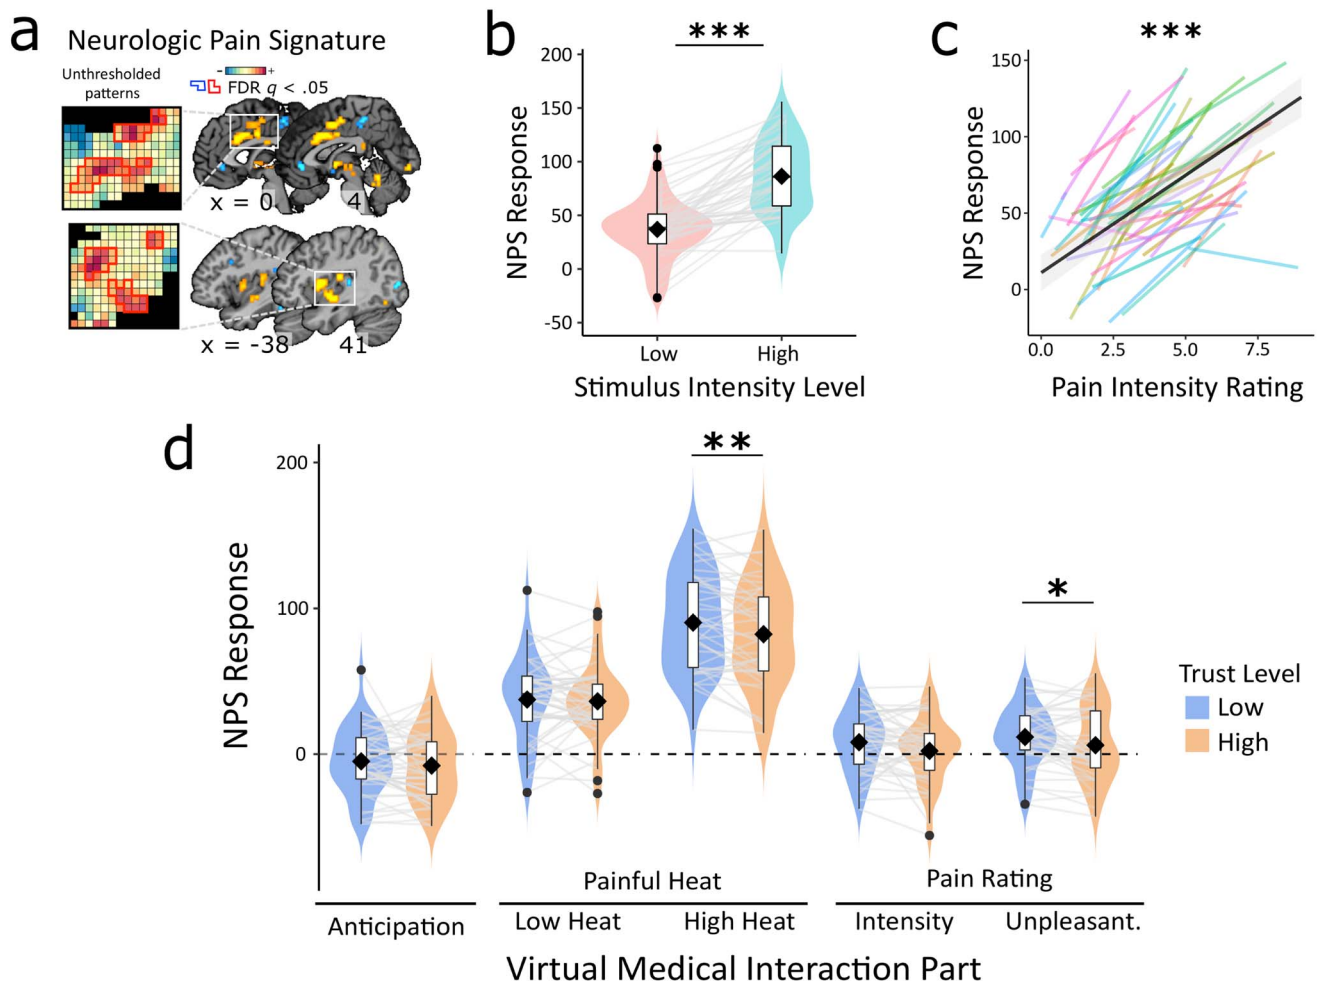 a
Neurologic Pain Signature
Unthresholded
patterns
- +
FDR q < .05
x = 0
4
x = -38
41
b
***
NPS Response
200
150
100
50
0
-50
Low
High
Stimulus Intensity Level
c
***
NPS Response
150
100
50
0
0.0
2.5
5.0
7.5
Pain Intensity Rating
d
**
*
NPS Response
200
100
0
Trust Level
Low
High
Painful Heat
Pain Rating
Anticipation
Low Heat
High Heat
Intensity
Unpleasant.
Virtual Medical Interaction Part